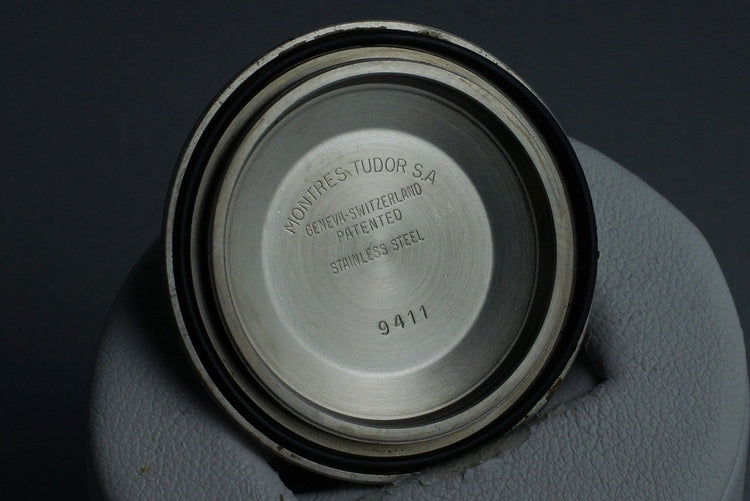 MONTRES TUDOR S.A
GENEVA-SWITZERLAND
PATENTED
STAINLESS STEEL
9411